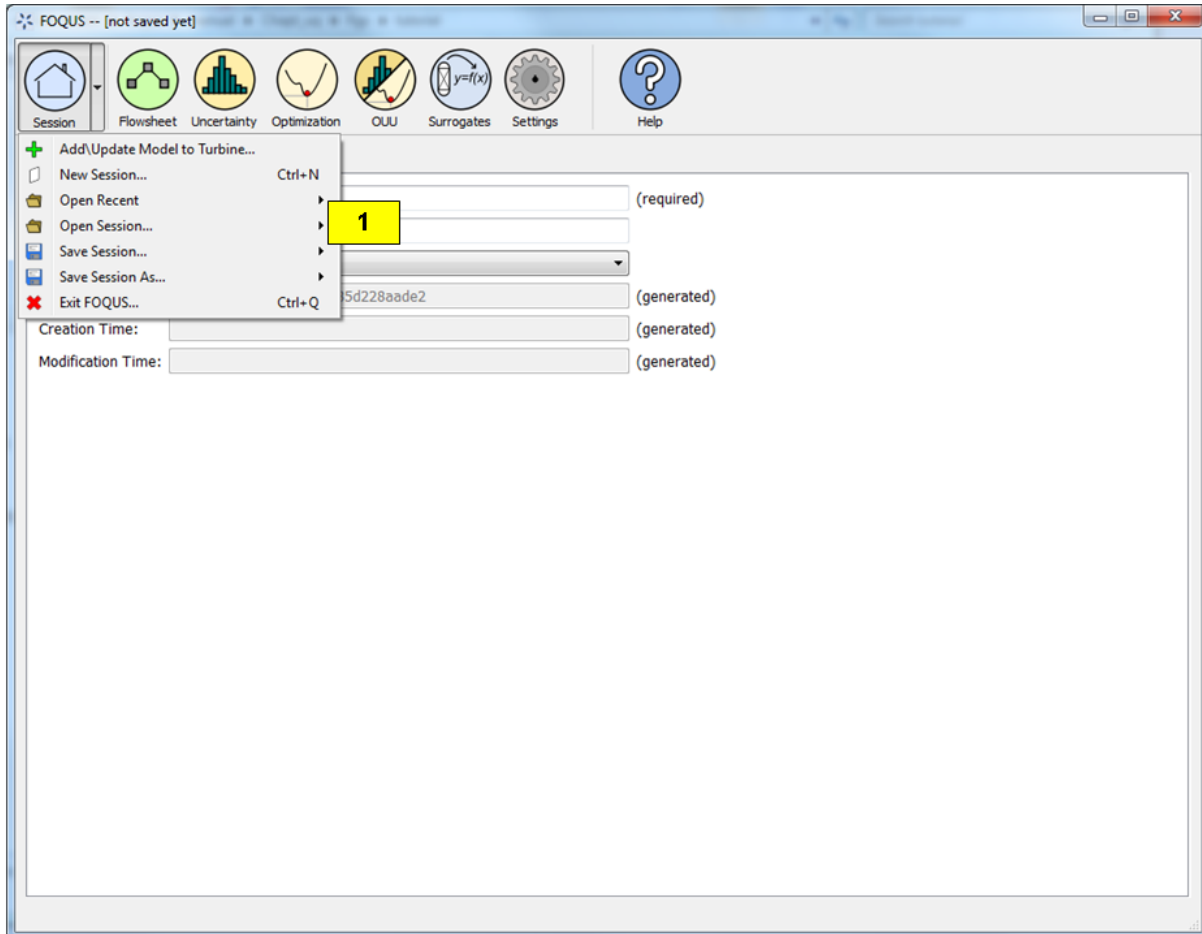 FOQUS -- [not saved yet]
y=f(x)
Session Flowsheet Uncertainty Optimization OUU Surrogates Settings Help
Add\Update Model to Turbine...
New Session... Ctrl+N
Open Recent
(required)
Open Session...
1
Save Session...
Save Session As...
Exit FOQUS... Ctrl+Q
5d228aade2 (generated)
Creation Time: (generated)
Modification Time: (generated)